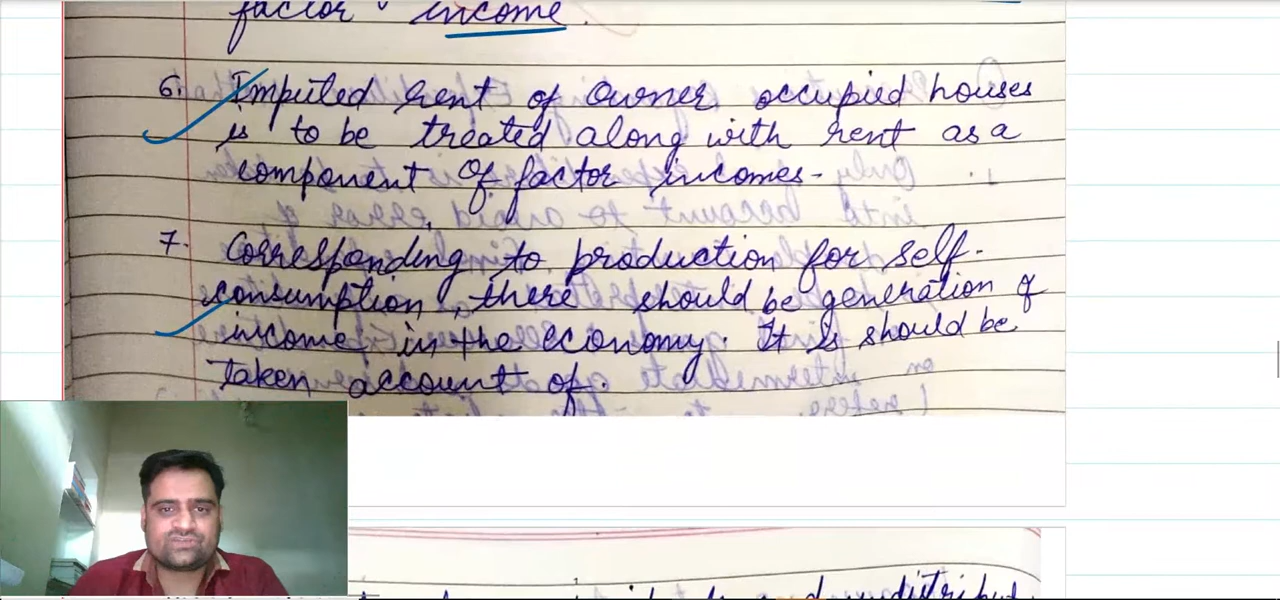 factor income.
6. Imputed rent of Owner occupied houses
is to be treated along with rent as a
component of factor incomes-
7. Corresponding to production for self-
consumption, there should be generation of
income in the economy. It is should be
Taken account of.